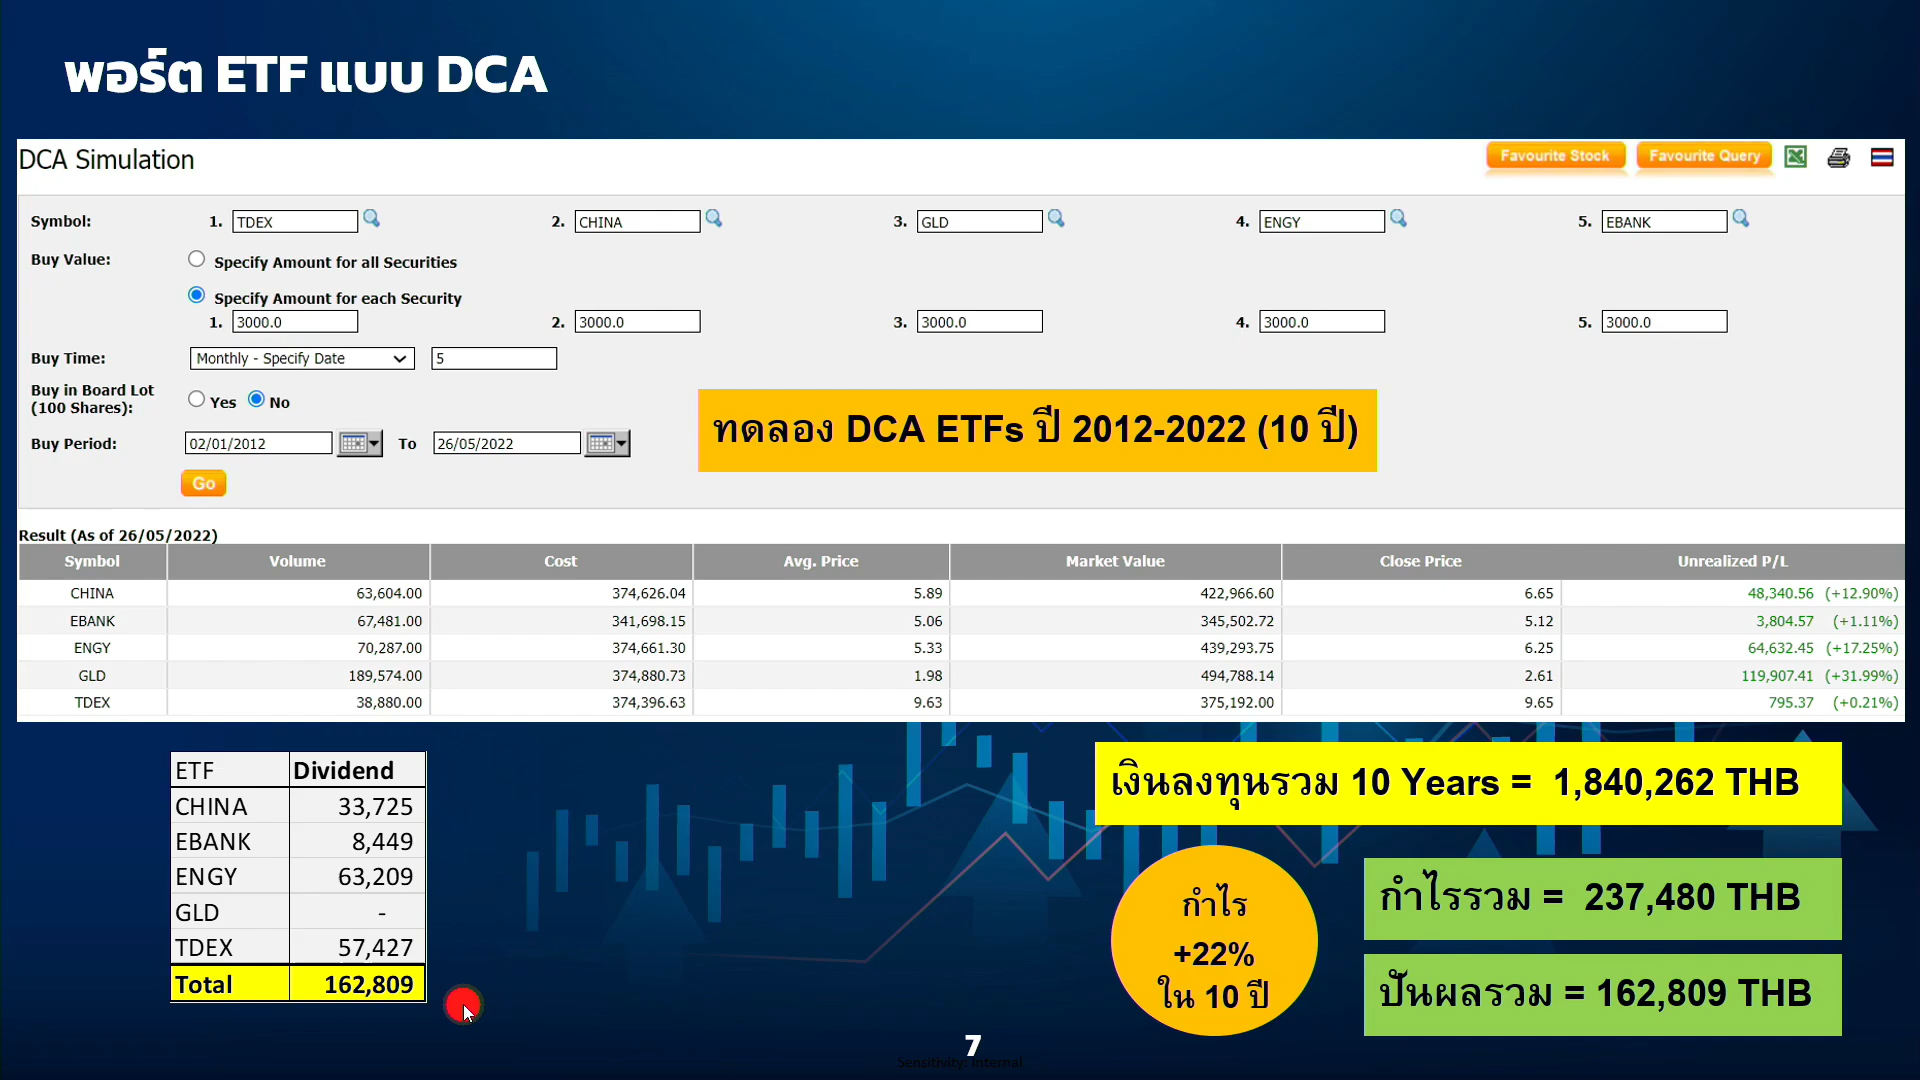 พอร์ต ETF แบบ DCA
DCA Simulation
Favourite Stock Favourite Query
Symbol: 1. TDEX 2. CHINA 3. GLD 4. ENGY 5. EBANK
Buy Value: Specify Amount for all Securities
Specify Amount for each Security
1. 3000.0 2. 3000.0 3. 3000.0 4. 3000.0 5. 3000.0
Buy Time: Monthly - Specify Date 5
Buy in Board Lot
(100 Shares): Yes No
Buy Period: 02/01/2012 To 26/05/2022
Go
ทดลอง DCA ETFs ปี 2012-2022 (10 ปี)
Result (As of 26/05/2022)
Symbol Volume Cost Avg. Price Market Value Close Price Unrealized P/L
CHINA 63,604.00 374,626.04 5.89 422,966.60 6.65 48,340.56 (+12.90%)
EBANK 67,481.00 341,698.15 5.06 345,502.72 5.12 3,804.57 (+1.11%)
ENGY 70,287.00 374,661.30 5.33 439,293.75 6.25 64,632.45 (+17.25%)
GLD 189,574.00 374,880.73 1.98 494,788.14 2.61 119,907.41 (+31.99%)
TDEX 38,880.00 374,396.63 9.63 375,192.00 9.65 795.37 (+0.21%)
ETF Dividend
CHINA 33,725
EBANK 8,449
ENGY 63,209
GLD -
TDEX 57,427
Total 162,809
เงินลงทุนรวม 10 Years = 1,840,262 THB
กำไร
+22%
ใน 10 ปี
กำไรรวม = 237,480 THB
ปันผลรวม = 162,809 THB
7
Sensitivity: Internal